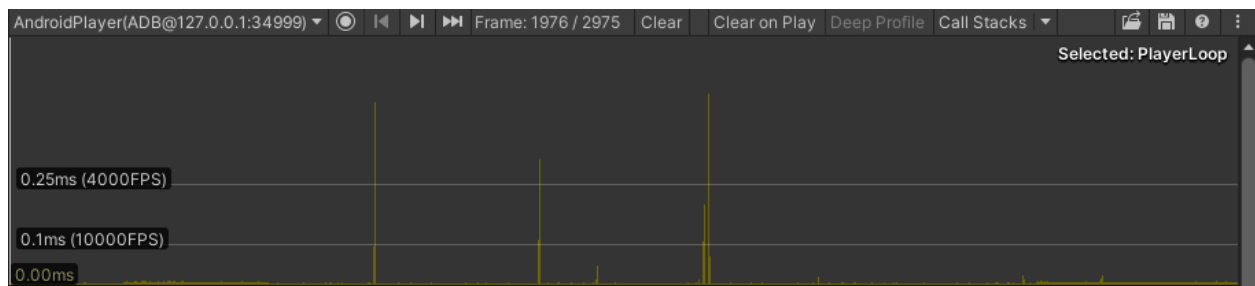 AndroidPlayer(ADB@127.0.0.1:34999) Frame: 1976 / 2975 Clear Clear on Play Deep Profile Call Stacks
Selected: PlayerLoop
0.25ms (4000FPS)
0.1ms (10000FPS)
0.00ms